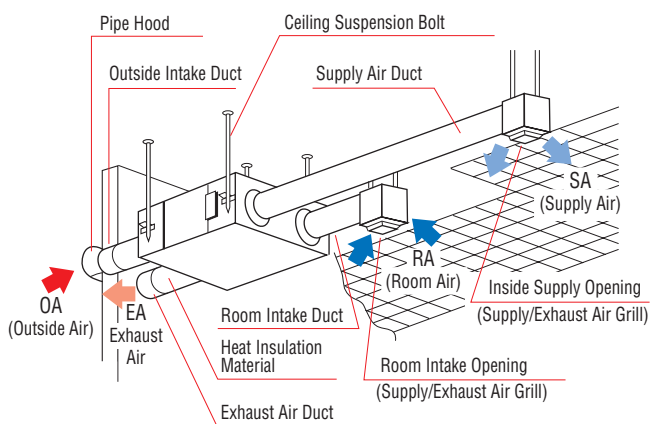 Pipe Hood
Ceiling Suspension Bolt
Outside Intake Duct
Supply Air Duct
SA
(Supply Air)
RA
(Room Air)
OA
(Outside Air)
EA
Exhaust
Air
Inside Supply Opening
(Supply/Exhaust Air Grill)
Room Intake Duct
Heat Insulation
Material
Room Intake Opening
(Supply/Exhaust Air Grill)
Exhaust Air Duct